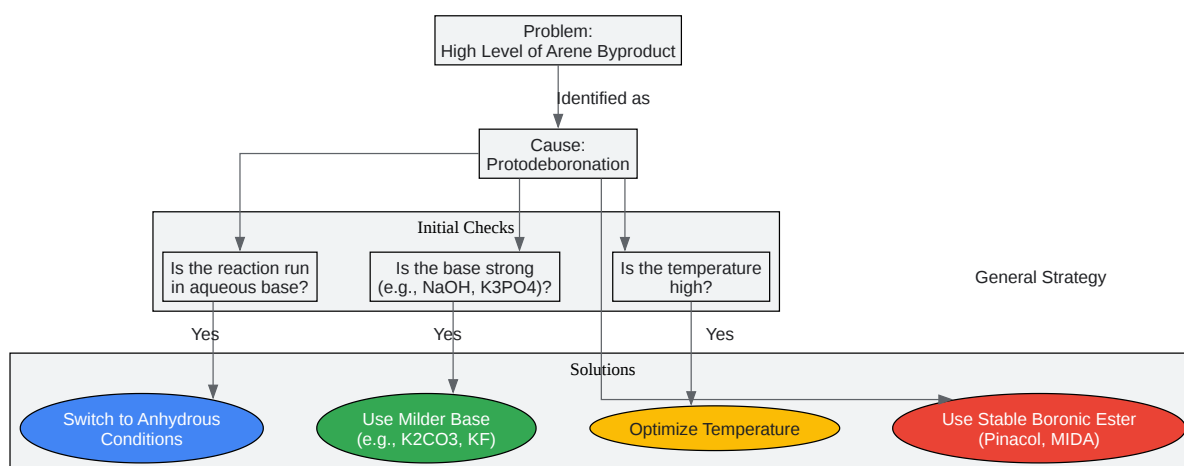 Problem:
High Level of Arene Byproduct
Identified as
Cause:
Protodeboronation
Initial Checks
Is the reaction run
in aqueous base?
Is the base strong
(e.g., NaOH, K3PO4)?
Is the temperature
high?
General Strategy
Yes
Yes
Yes
Solutions
Switch to Anhydrous
Conditions
Use Milder Base
(e.g., K2CO3, KF)
Optimize Temperature
Use Stable Boronic Ester
(Pinacol, MIDA)